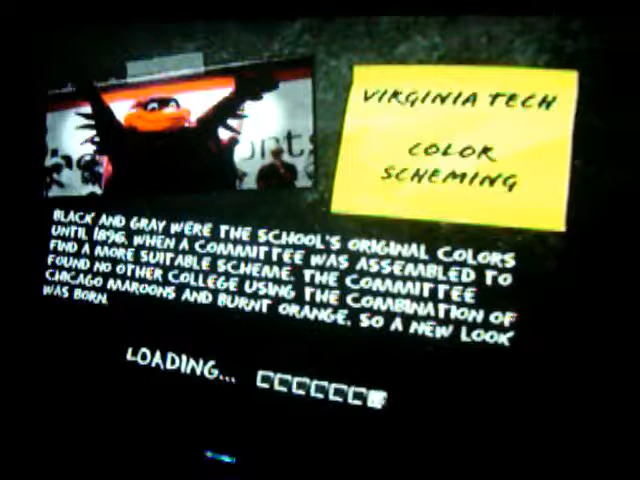 VIRGINIA TECH
COLOR
SCHEMING
BLACK AND GRAY WERE THE SCHOOL'S ORIGINAL COLORS
UNTIL 1896, WHEN A COMMITTEE WAS ASSEMBLED TO
FIND A MORE SUITABLE SCHEME. THE COMMITTEE
FOUND NO OTHER COLLEGE USING THE COMBINATION OF
CHICAGO MAROONS AND BURNT ORANGE, SO A NEW LOOK
WAS BORN.
LOADING...